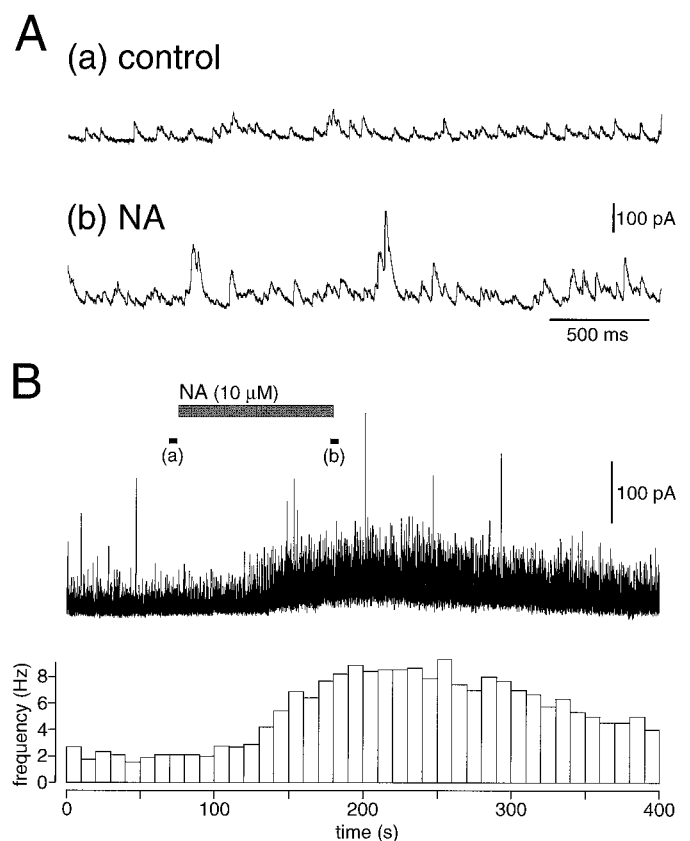 A
(a) control
(b) NA
100 pA
500 ms
B
NA (10 µM)
(a)
(b)
100 pA
frequency (Hz)
8
6
4
2
0
0
100
200
300
400
time (s)